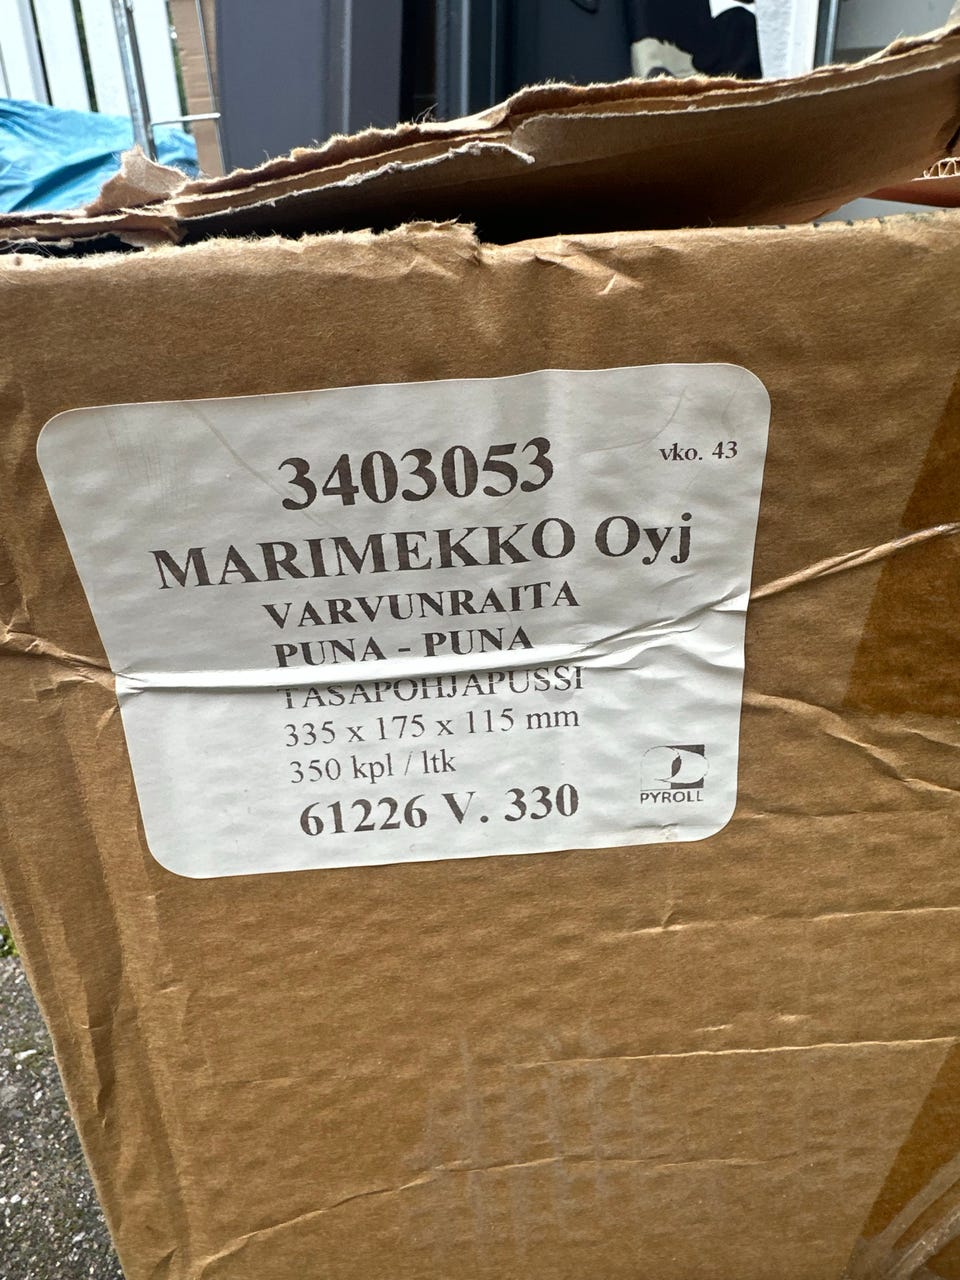 3403053
vko. 43
MARIMEKKO Oyj
VARVUNRAITA
PUNA - PUNA
TASAPOHJAPUSSI
335 x 175 x 115 mm
350 kpl / ltk
61226 V. 330
PYROLL